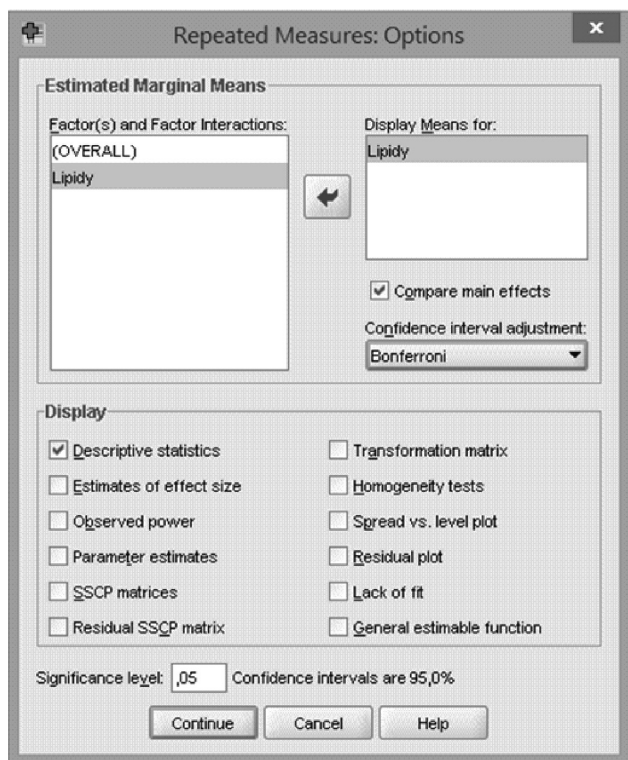 Repeated Measures: Options
Estimated Marginal Means
Factor(s) and Factor Interactions:
(OVERALL)
Lipidy
Display Means for:
Lipidy
Compare main effects
Confidence interval adjustment:
Bonferroni
Display
Descriptive statistics
Transformation matrix
Estimates of effect size
Homogeneity tests
Observed power
Spread vs. level plot
Parameter estimates
Residual plot
SSCP matrices
Lack of fit
Residual SSCP matrix
General estimable function
Significance level: ,05 Confidence intervals are 95,0%
Continue Cancel Help